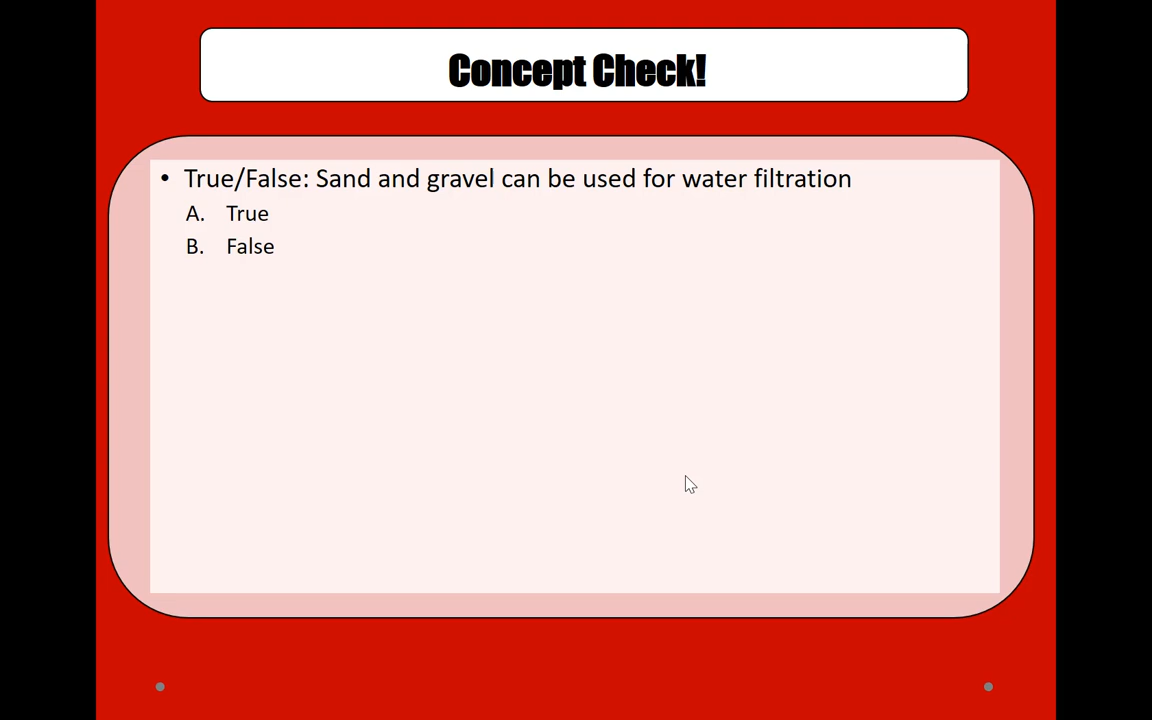 Concept Check!
• True/False: Sand and gravel can be used for water filtration
A. True
B. False